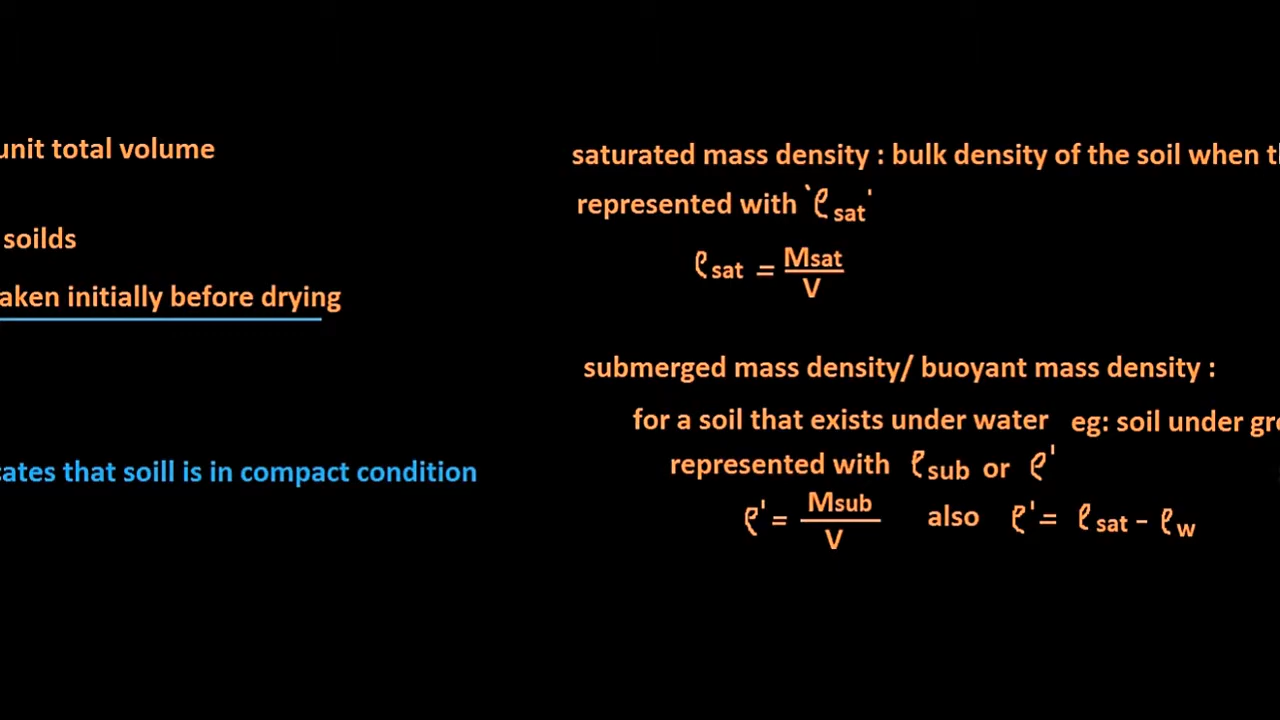 unit total volume
soilds
aken initially before drying
cates that soill is in compact condition
saturated mass density : bulk density of the soil when th
represented with 'ρsat'
ρsat = Msat
V
submerged mass density/ buoyant mass density :
for a soil that exists under water eg: soil under gro
represented with ρsub or ρ'
ρ' = Msub also ρ' = ρsat - ρw
V